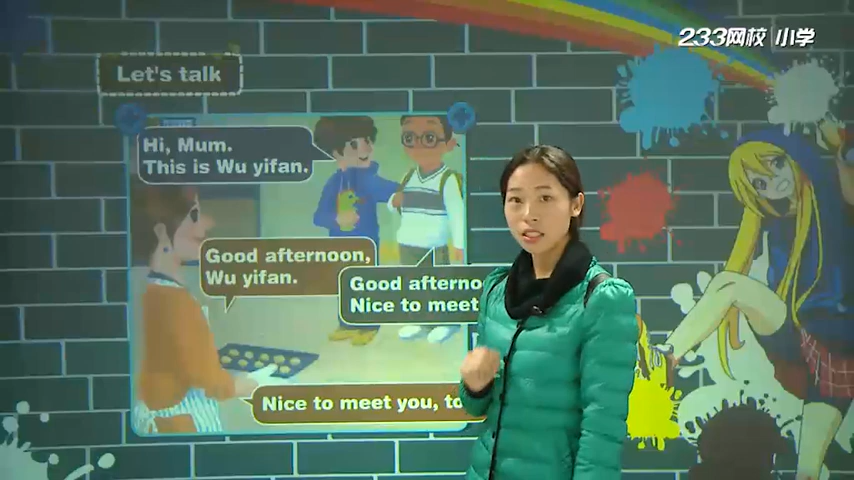 233网校 小学
Let's talk
Hi, Mum.
This is Wu yifan.
Good afternoon,
Wu yifan.
Good afterno
Nice to meet
Nice to meet you, to